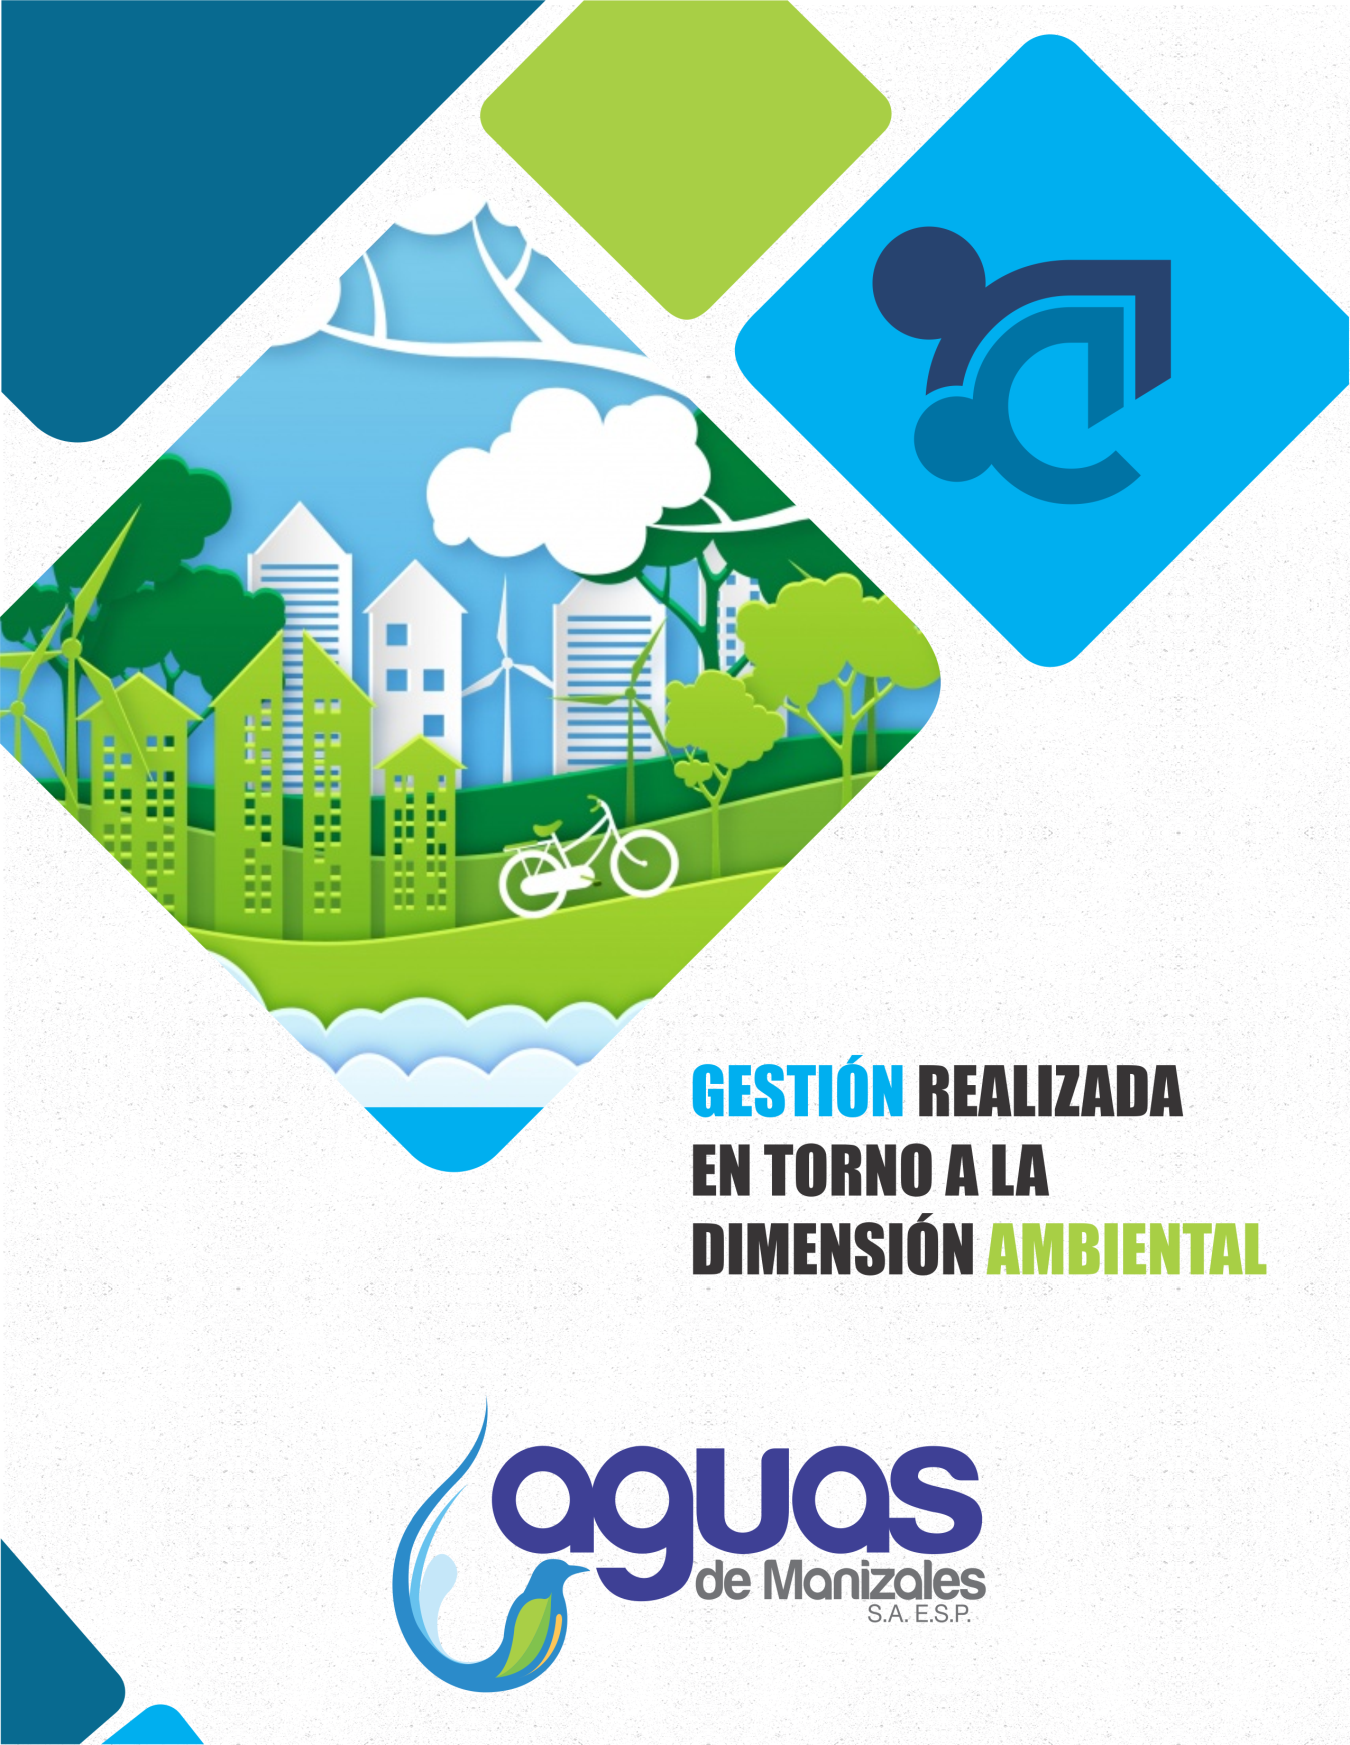 GESTIÓN REALIZADA
EN TORNO A LA
DIMENSIÓN AMBIENTAL
aguas
de Manizales
S.A. E.S.P.